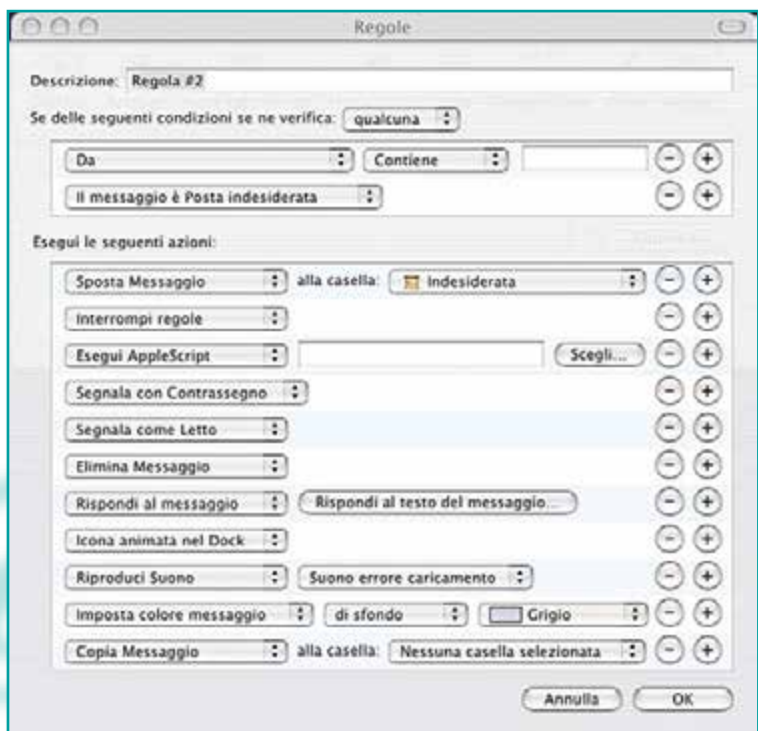 Regole
Descrizione: Regola #2
Se delle seguenti condizioni se ne verifica: qualcuna
Da Contiene
Il messaggio è Posta indesiderata
Esegui le seguenti azioni:
Sposta Messaggio alla casella: Indesiderata
Interrompi regole
Esegui AppleScript Scegli...
Segnala con Contrassegno
Segnala come Letto
Elimina Messaggio
Rispondi al messaggio Rispondi al testo del messaggio...
Icona animata nel Dock
Riproduci Suono Suono errore caricamento
Imposta colore messaggio di sfondo Grigio
Copia Messaggio alla casella: Nessuna casella selezionata
Annulla OK